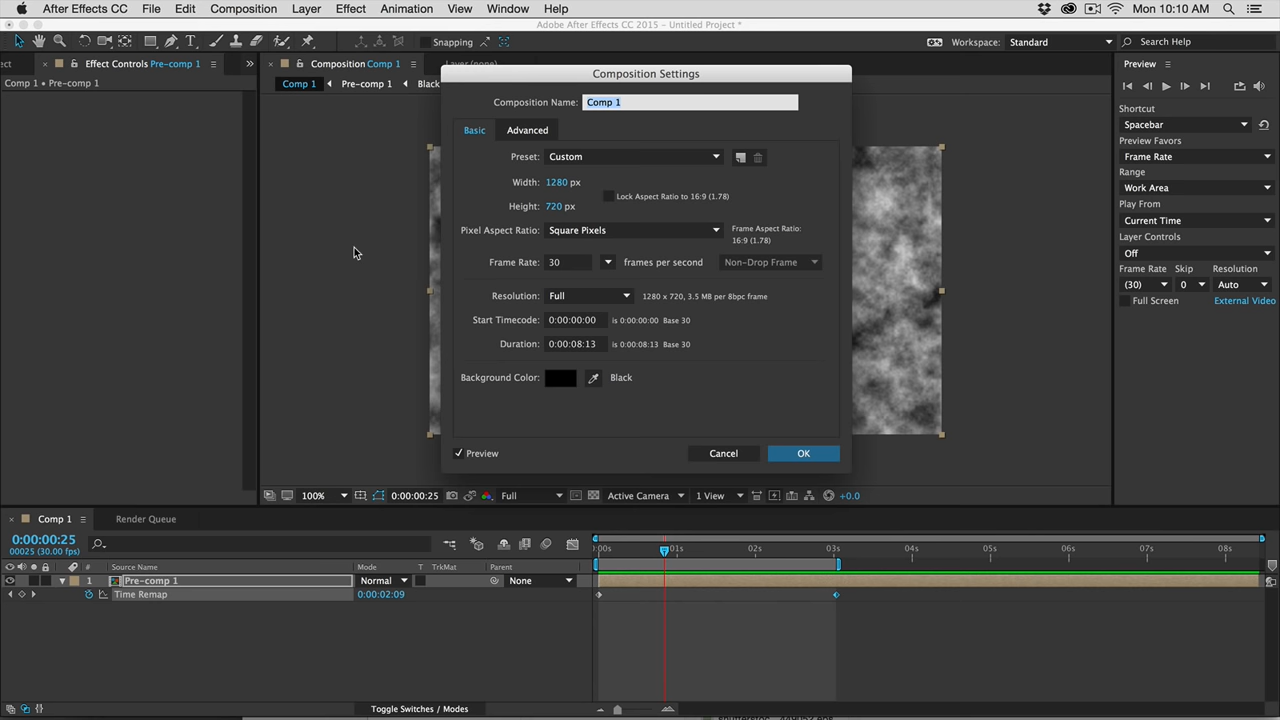 After Effects CC File Edit Composition Layer Effect Animation View Window Help Mon 10:10 AM
Adobe After Effects CC 2015 - Untitled Project *
Snapping Workspace: Standard Search Help
ect Effect Controls Pre-comp 1 » Composition Comp 1 Layer (none) Preview
Comp 1 • Pre-comp 1
Comp 1 Pre-comp 1 Black
Composition Settings
Composition Name: Comp 1
Basic Advanced
Preset: Custom
Width: 1280 px
Lock Aspect Ratio to 16:9 (1.78)
Height: 720 px
Pixel Aspect Ratio: Square Pixels
Frame Aspect Ratio:
16:9 (1.78)
Frame Rate: 30 frames per second Non-Drop Frame
Resolution: Full 1280 x 720, 3.5 MB per 8bpc frame
Start Timecode: 0:00:00:00 is 0:00:00:00 Base 30
Duration: 0:00:08:13 is 0:00:08:13 Base 30
Background Color: Black
Preview Cancel OK
Shortcut
Spacebar
Preview Favors
Frame Rate
Range
Work Area
Play From
Current Time
Layer Controls
Off
Frame Rate Skip Resolution
(30) 0 Auto
Full Screen External Video
100% 0:00:00:25 Full Active Camera 1 View +0.0
Comp 1 Render Queue
0:00:00:25
00025 (30.00 fps)
:00s 01s 02s 03s 04s 05s 06s 07s 08s
# Source Name Mode T TrkMat Parent
1 Pre-comp 1 Normal None
Time Remap 0:00:02:09
Toggle Switches / Modes